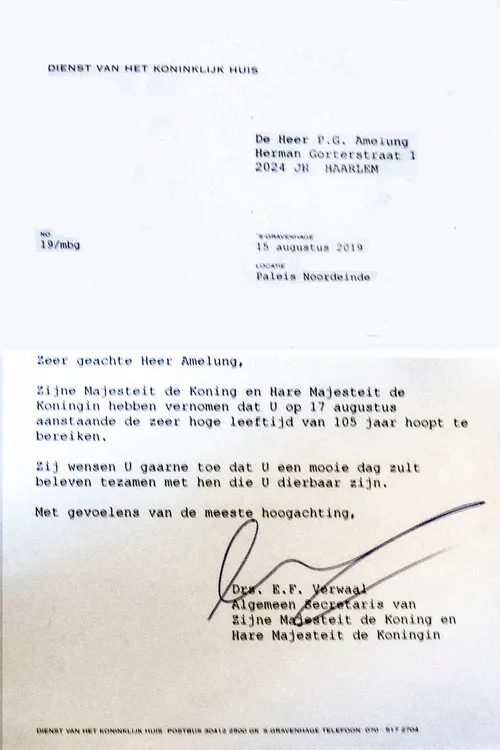 DIENST VAN HET KONINKLIJK HUIS
De Heer P.G. Amelung
Herman Gorterstraat 1
2024 JH HAARLEM
NO.
19/mbg
'S-GRAVENHAGE
15 augustus 2019
LOCATIE
Paleis Noordeinde
Zeer geachte Heer Amelung,
Zijne Majesteit de Koning en Hare Majesteit de
Koningin hebben vernomen dat U op 17 augustus
aanstaande de zeer hoge leeftijd van 105 jaar hoopt te
bereiken.
Zij wensen U gaarne toe dat U een mooie dag zult
beleven tezamen met hen die U dierbaar zijn.
Met gevoelens van de meeste hoogachting,
Drs. E.F. Verwaal
Algemeen Secretaris van
Zijne Majesteit de Koning en
Hare Majesteit de Koningin
DIENST VAN HET KONINKLIJK HUIS POSTBUS 30412 2500 GK 'S-GRAVENHAGE TELEFOON 070 - 517 2704